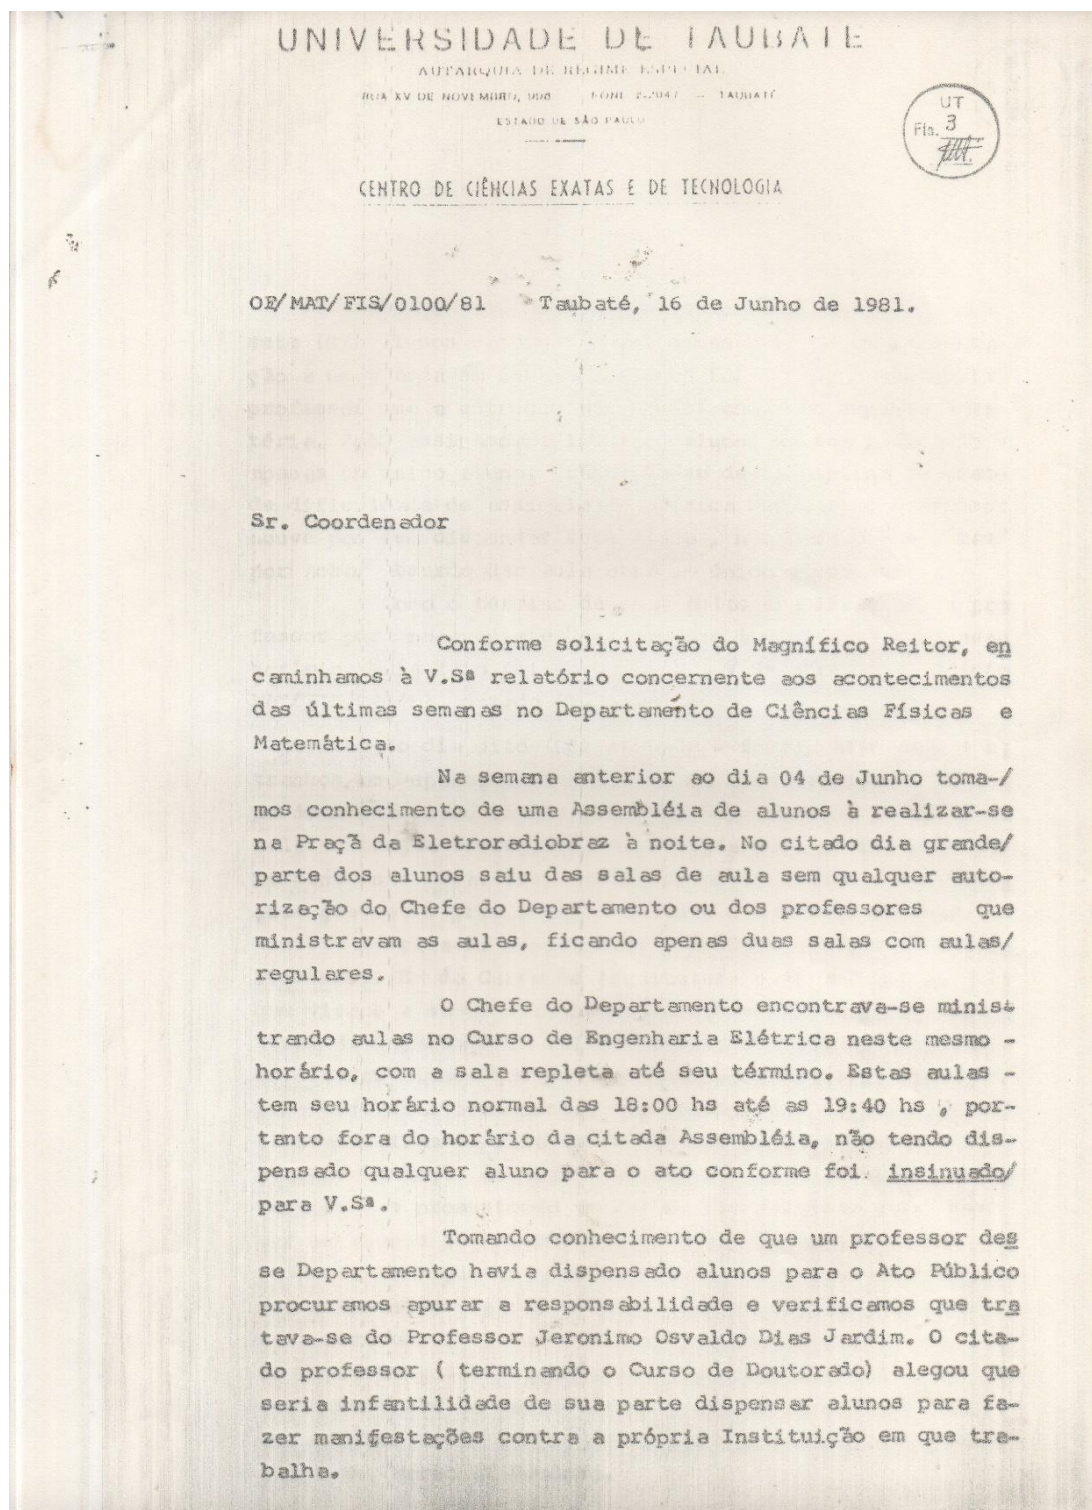 UNIVERSIDADE DE TAUBATE
AUTARQUIA DE REGIME ESPECIAL
RUA XV DE NOVEMBRO, 996 FONE 2-2947 — TAUBATÉ
ESTADO DE SÃO PAULO
UT
Fls. 3
CENTRO DE CIÊNCIAS EXATAS E DE TECNOLOGIA
OE/MAT/FIS/0100/81 Taubaté, 16 de Junho de 1981.
Sr. Coordenador
Conforme solicitação do Magnífico Reitor, en
caminhamos à V.Sª relatório concernente aos acontecimentos
das últimas semanas no Departamento de Ciências Físicas e
Matemática.
Na semana anterior ao dia 04 de Junho toma-/
mos conhecimento de uma Assembléia de alunos à realizar-se
na Praçã da Eletroradiobraz à noite. No citado dia grande/
parte dos alunos saiu das salas de aula sem qualquer auto-
rização do Chefe do Departamento ou dos professores que
ministravam as aulas, ficando apenas duas salas com aulas/
regulares.
O Chefe do Departamento encontrava-se minis-
trando aulas no Curso de Engenharia Elétrica neste mesmo -
horário, com a sala repleta até seu término. Estas aulas -
tem seu horário normal das 18:00 hs até as 19:40 hs , por-
tanto fora do horário da citada Assembléia, não tendo dis-
pensado qualquer aluno para o ato conforme foi insinuado/
para V.Sª.
Tomando conhecimento de que um professor des
se Departamento havia dispensado alunos para o Ato Público
procuramos apurar a responsabilidade e verificamos que tra
tava-se do Professor Jeronimo Osvaldo Dias Jardim. O cita-
do professor ( terminando o Curso de Doutorado) alegou que
seria infantilidade de sua parte dispensar alunos para fa-
zer manifestações contra a própria Instituição em que tra-
balha.